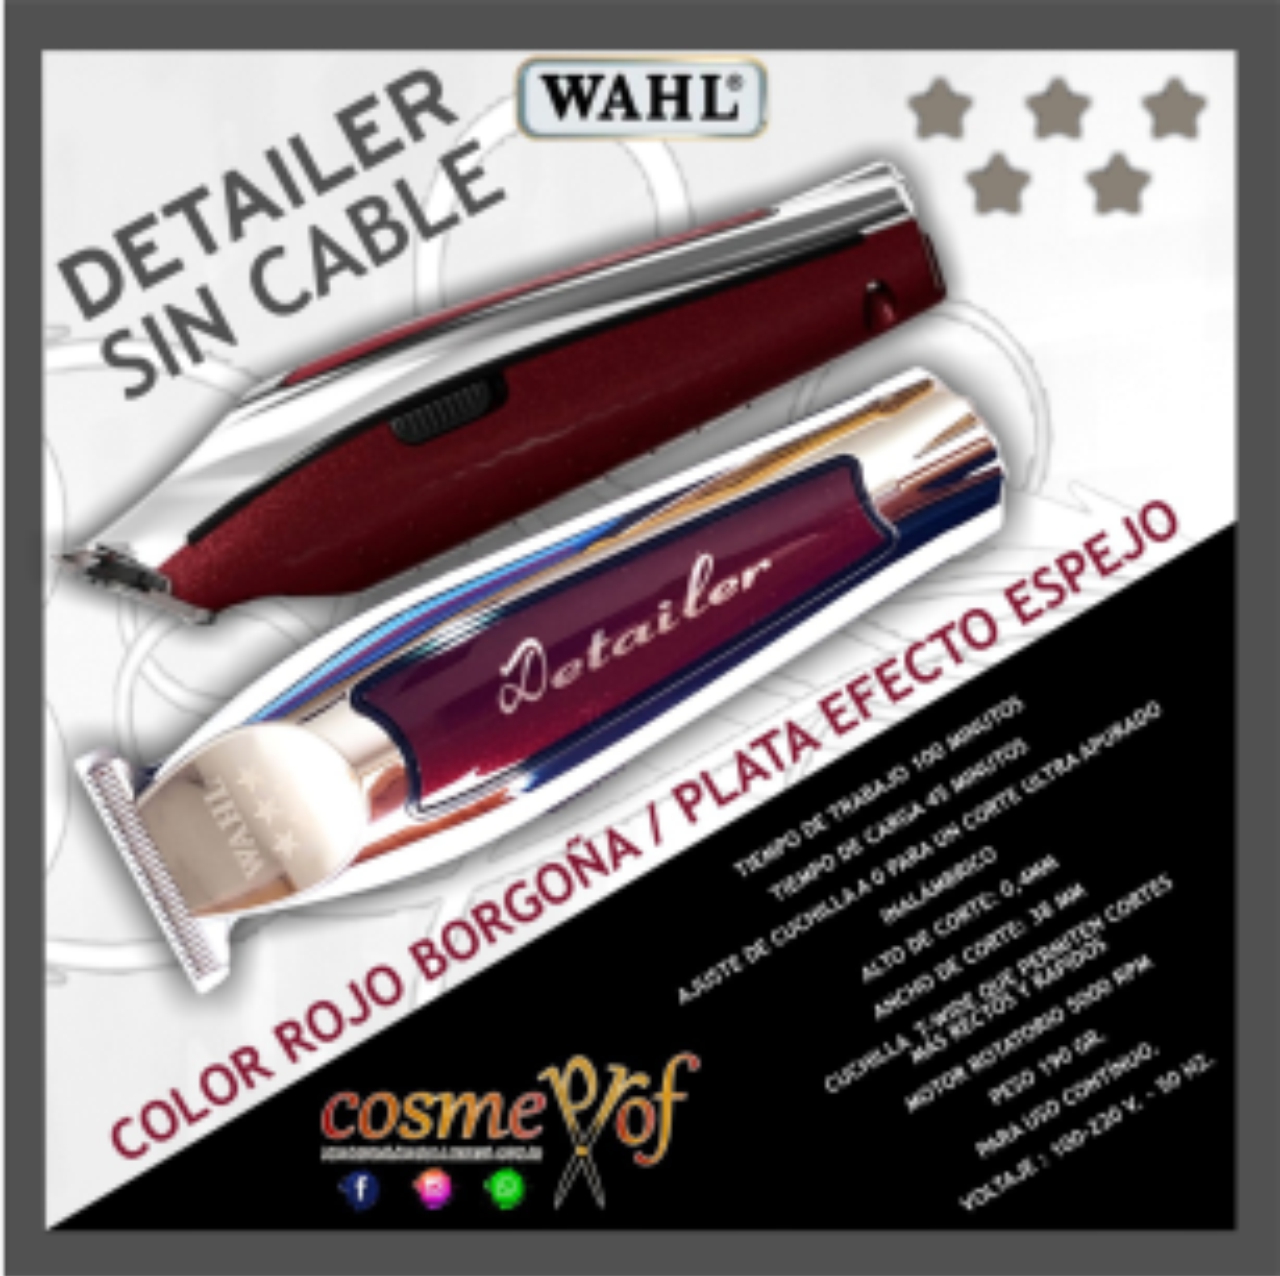 WAHL®
DETAILER
SIN CABLE
Detailer
WAHL
COLOR ROJO BORGOÑA / PLATA EFECTO ESPEJO
TIEMPO DE TRABAJO 100 MINUTOS
TIEMPO DE CARGA 45 MINUTOS
AJUSTE DE CUCHILLA A 0 PARA UN CORTE ULTRA APURADO
INALÁMBRICO
ALTO DE CORTE: 0,4MM
ANCHO DE CORTE: 38 MM
CUCHILLA T-WIDE QUE PERMITEN CORTES
MÁS RECTOS Y RÁPIDOS
MOTOR ROTATORIO 5000 RPM
PESO 190 GR.
PARA USO CONTÍNUO.
VOLTAJE : 100-220 V. - 50 HZ.
cosmeprof